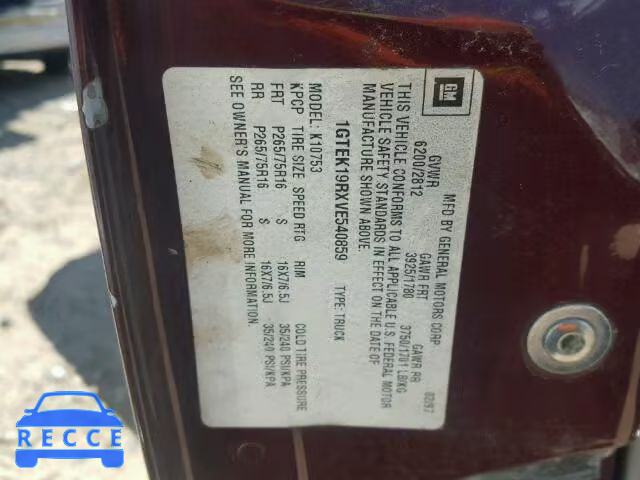 GM
MFD BY GENERAL MOTORS CORP
02/97
GVWR GAWR FRT GAWR RR
6200/2812 3925/1780 3750/1701 LB/KG
THIS VEHICLE CONFORMS TO ALL APPLICABLE U.S. FEDERAL MOTOR
VEHICLE SAFETY STANDARDS IN EFFECT ON THE DATE OF
MANUFACTURE SHOWN ABOVE.
1GTEK19RXVE540859 TYPE: TRUCK
MODEL: K10753
KPCP TIRE SIZE SPEED RTG RIM COLD TIRE PRESSURE
FRT P265/75R16 S 16X7/6.5J 35/240 PSI/KPA
RR P265/75R16 S 16X7/6.5J 35/240 PSI/KPA
SEE OWNER'S MANUAL FOR MORE INFORMATION.
RECCE